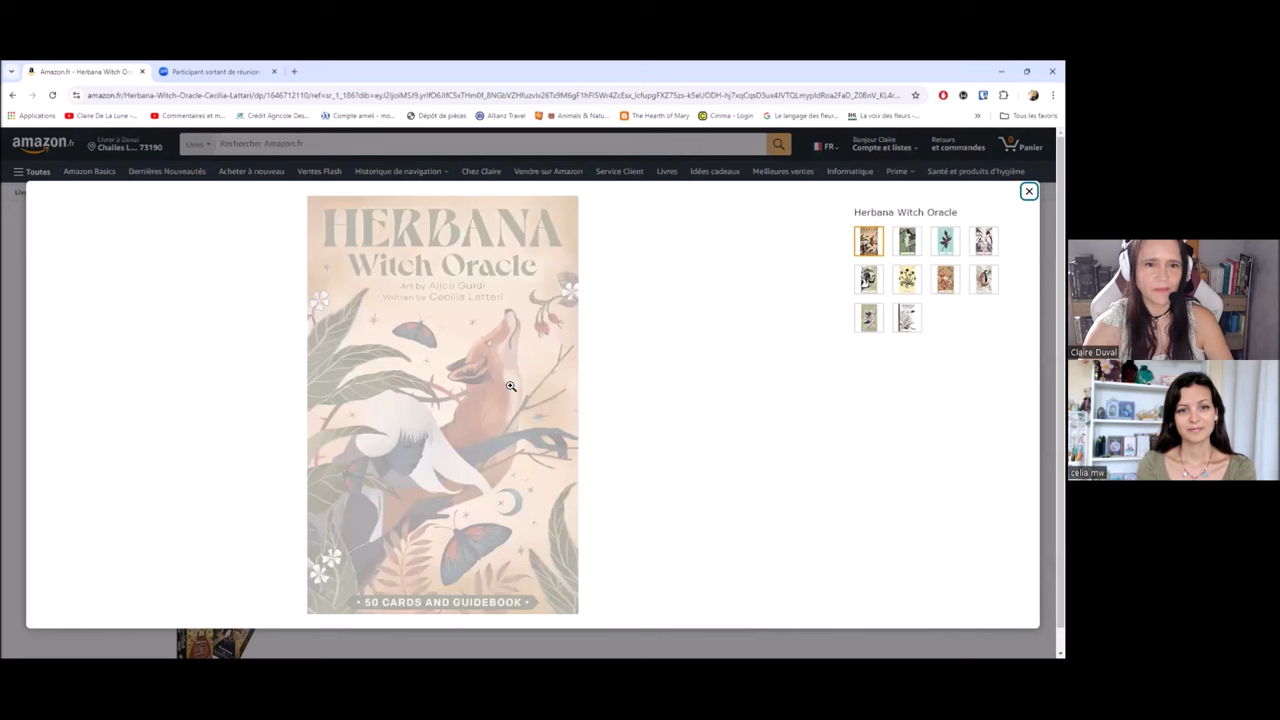 Amazon.fr - Herbana Witch Or
Participant sortant de réunion
amazon.fr/Herbana-Witch-Oracle-Cecilia-Lattari/dp/1646712110/
Applications
Claire De La Lune -...
Commentaires et m...
Crédit Agricole Des...
Dépôt de pièces
Allianz Travel
Animals & Natu...
Compte ameli - mo...
The Hearth of Mary
Cinima - Login
Le langage des fleur...
La voix des fleurs -...
Tous les favoris
amazon.fr
Livré à Duval
Challes L... 73190
Livres
Rechercher Amazon.fr
FR
Bonjour Claire
Compte et listes
Retours
et commandes
0
Panier
Toutes
Amazon Basics
Dernières Nouveautés
Acheter à nouveau
Ventes Flash
Historique de navigation
Chez Claire
Vendre sur Amazon
Service Client
Livres
Idées cadeaux
Meilleures ventes
Informatique
Prime
Santé et produits d'hygiène
HERBANA
Witch Oracle
Art by Alice Guidi
Written by Cecilia Lattari
50 CARDS AND GUIDEBOOK
Herbana Witch Oracle
Claire Duval
celia mw